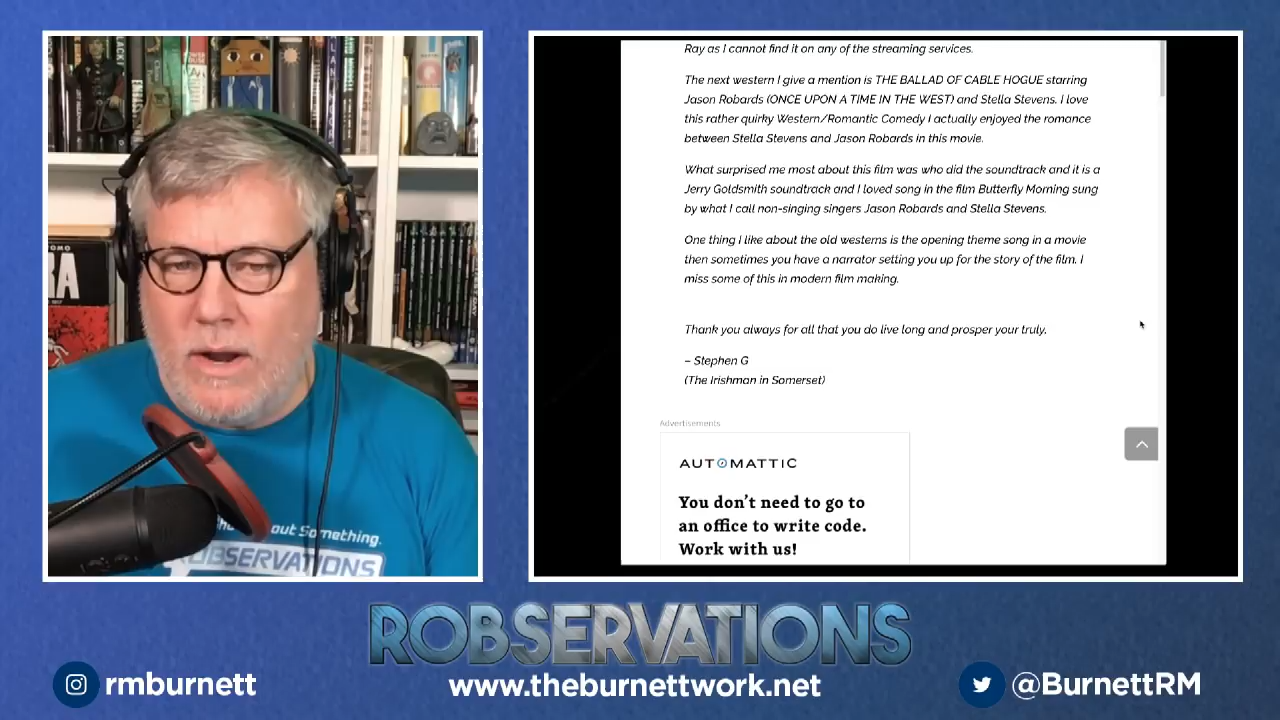 Ray as I cannot find it on any of the streaming services.
The next western I give a mention is THE BALLAD OF CABLE HOGUE starring
Jason Robards (ONCE UPON A TIME IN THE WEST) and Stella Stevens. I love
this rather quirky Western/Romantic Comedy I actually enjoyed the romance
between Stella Stevens and Jason Robards in this movie.
What surprised me most about this film was who did the soundtrack and it is a
Jerry Goldsmith soundtrack and I loved song in the film Butterfly Morning sung
by what I call non-singing singers Jason Robards and Stella Stevens.
One thing I like about the old westerns is the opening theme song in a movie
then sometimes you have a narrator setting you up for the story of the film. I
miss some of this in modern film making.
Thank you always for all that you do live long and prosper your truly,
– Stephen G
(The Irishman in Somerset)
Advertisements
AUTOMATTIC
You don't need to go to
an office to write code.
Work with us!
out Something.
OBSERVATIONS
ROBSERVATIONS
rmburnett
www.theburnettwork.net
@BurnettRM